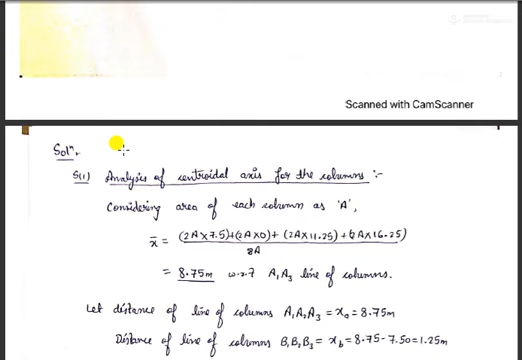 Scanned with CamScanner
Solⁿ.
S(1) Analysis of centroidal axis for the columns :-
Considering area of each column as 'A',
x̄ = (2A×7.5)+(2A×0)+ (2A×11.25)+(2A×16.25)
8A
= 8.75m w.r.7 A₁A₃ line of columns.
Let distance of line of columns A₁A₂A₃ = xₐ = 8.75m
Distance of line of columns B₁B₂B₃ = x_b = 8.75-7.50=1.25m